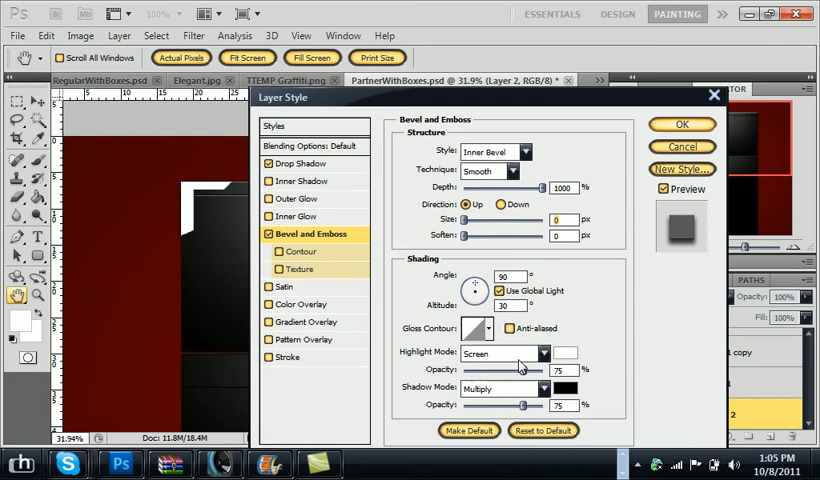 Ps 100% ESSENTIALS DESIGN PAINTING
File Edit Image Layer Select Filter Analysis 3D View Window Help
Scroll All Windows Actual Pixels Fit Screen Fill Screen Print Size
RegularWithBoxes.psd Elegant.jpg TTEMP Graffiti.png PartnerWithBoxes.psd @ 31.9% (Layer 2, RGB/8) *
Layer Style
Styles
Blending Options: Default
Drop Shadow
Inner Shadow
Outer Glow
Inner Glow
Bevel and Emboss
Contour
Texture
Satin
Color Overlay
Gradient Overlay
Pattern Overlay
Stroke
Bevel and Emboss
Structure
Style: Inner Bevel
Technique: Smooth
Depth: 1000 %
Direction: Up Down
Size: 0 px
Soften: 0 px
Shading
Angle: 90 °
Use Global Light
Altitude: 30 °
Gloss Contour: Anti-aliased
Highlight Mode: Screen
Opacity: 75 %
Shadow Mode: Multiply
Opacity: 75 %
Make Default Reset to Default
OK
Cancel
New Style...
Preview
PATHS
Opacity: 100%
Fill: 100%
1 copy
2
31.94% Doc: 11.8M/18.4M
Ps
1:05 PM
10/8/2011